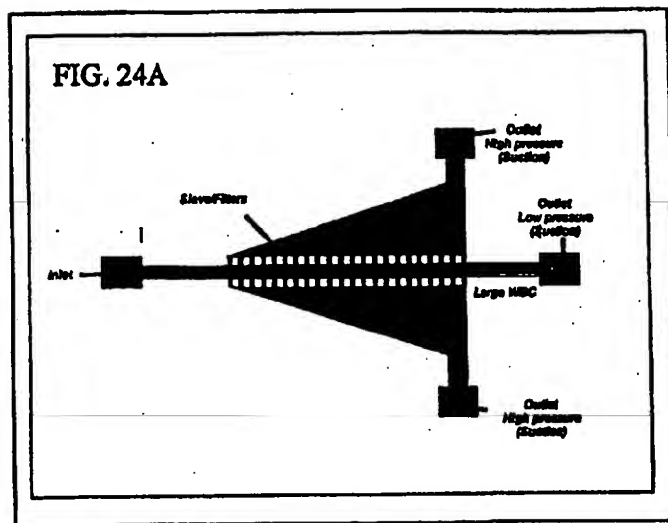 FIG. 24A
Outlet
High pressure
(Suction)
Sieve/Filters
Outlet
Low pressure
(Suction)
Inlet
Large WBC
Outlet
High pressure
(Suction)